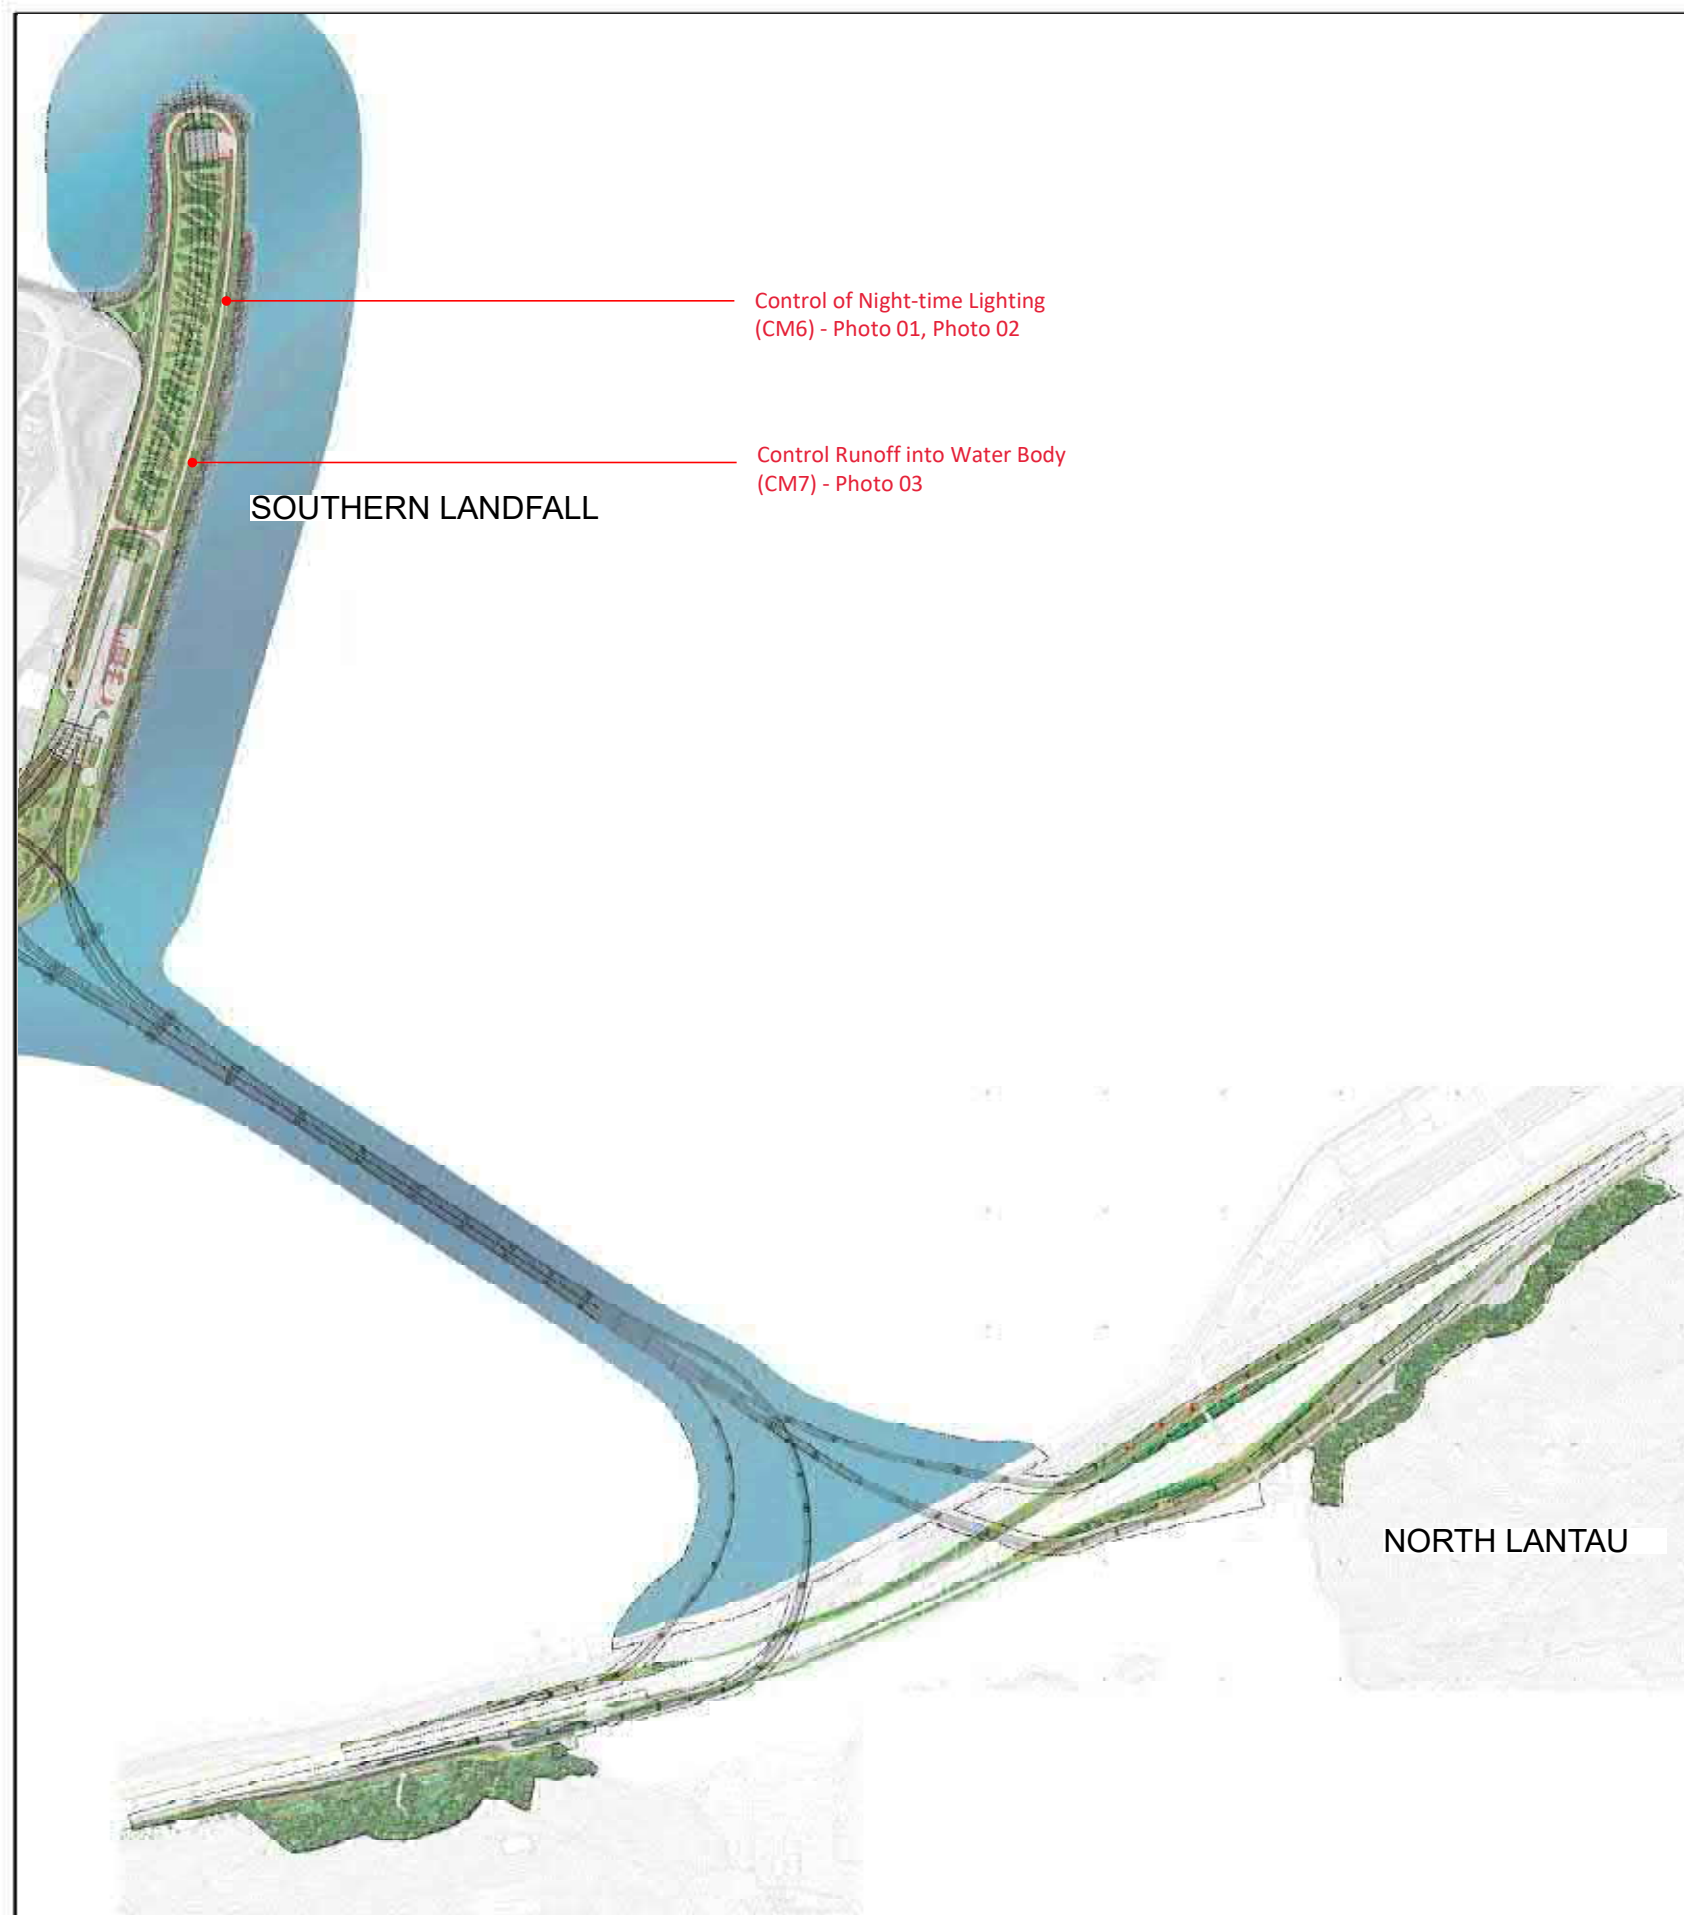 Control of Night-time Lighting
(CM6) - Photo 01, Photo 02
Control Runoff into Water Body
(CM7) - Photo 03
SOUTHERN LANDFALL
NORTH LANTAU